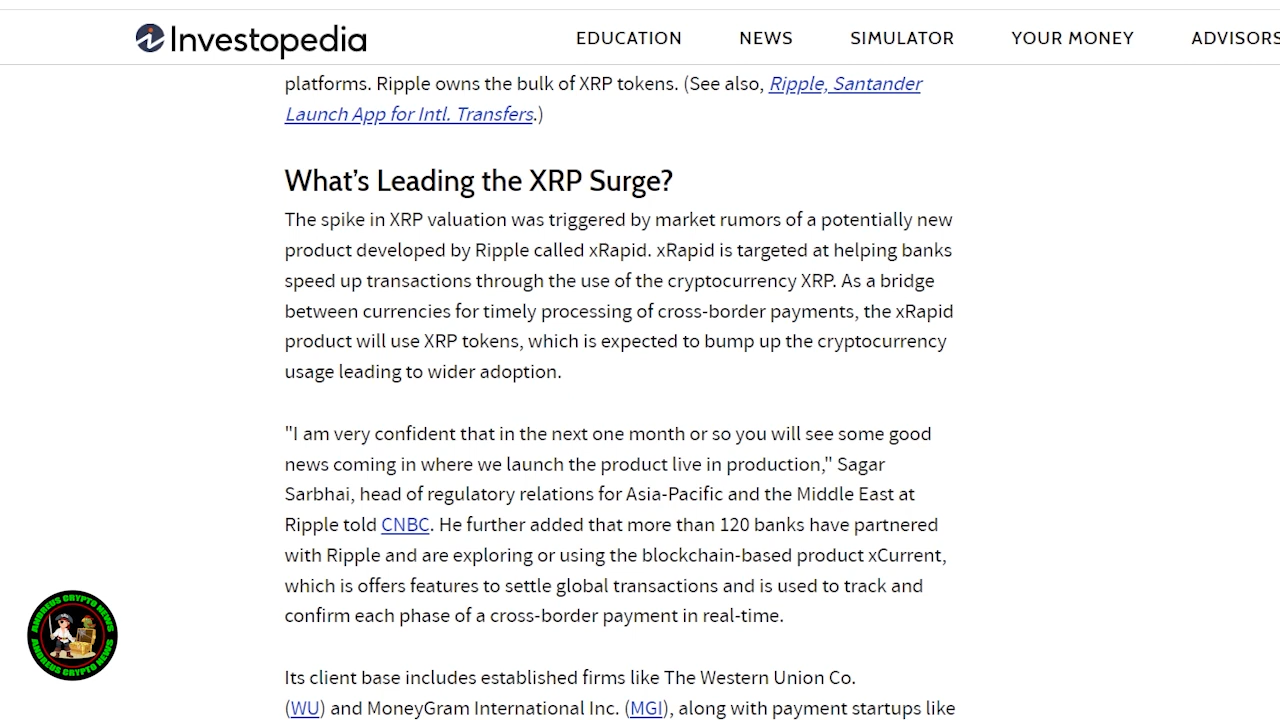 Investopedia
EDUCATION NEWS SIMULATOR YOUR MONEY ADVISORS
platforms. Ripple owns the bulk of XRP tokens. (See also, Ripple, Santander
Launch App for Intl. Transfers.)
What's Leading the XRP Surge?
The spike in XRP valuation was triggered by market rumors of a potentially new
product developed by Ripple called xRapid. xRapid is targeted at helping banks
speed up transactions through the use of the cryptocurrency XRP. As a bridge
between currencies for timely processing of cross-border payments, the xRapid
product will use XRP tokens, which is expected to bump up the cryptocurrency
usage leading to wider adoption.
"I am very confident that in the next one month or so you will see some good
news coming in where we launch the product live in production," Sagar
Sarbhai, head of regulatory relations for Asia-Pacific and the Middle East at
Ripple told CNBC. He further added that more than 120 banks have partnered
with Ripple and are exploring or using the blockchain-based product xCurrent,
which is offers features to settle global transactions and is used to track and
confirm each phase of a cross-border payment in real-time.
Its client base includes established firms like The Western Union Co.
(WU) and MoneyGram International Inc. (MGI), along with payment startups like
ANDREUS CRYPTO NEWS
ANDREUS CRYPTO NEWS